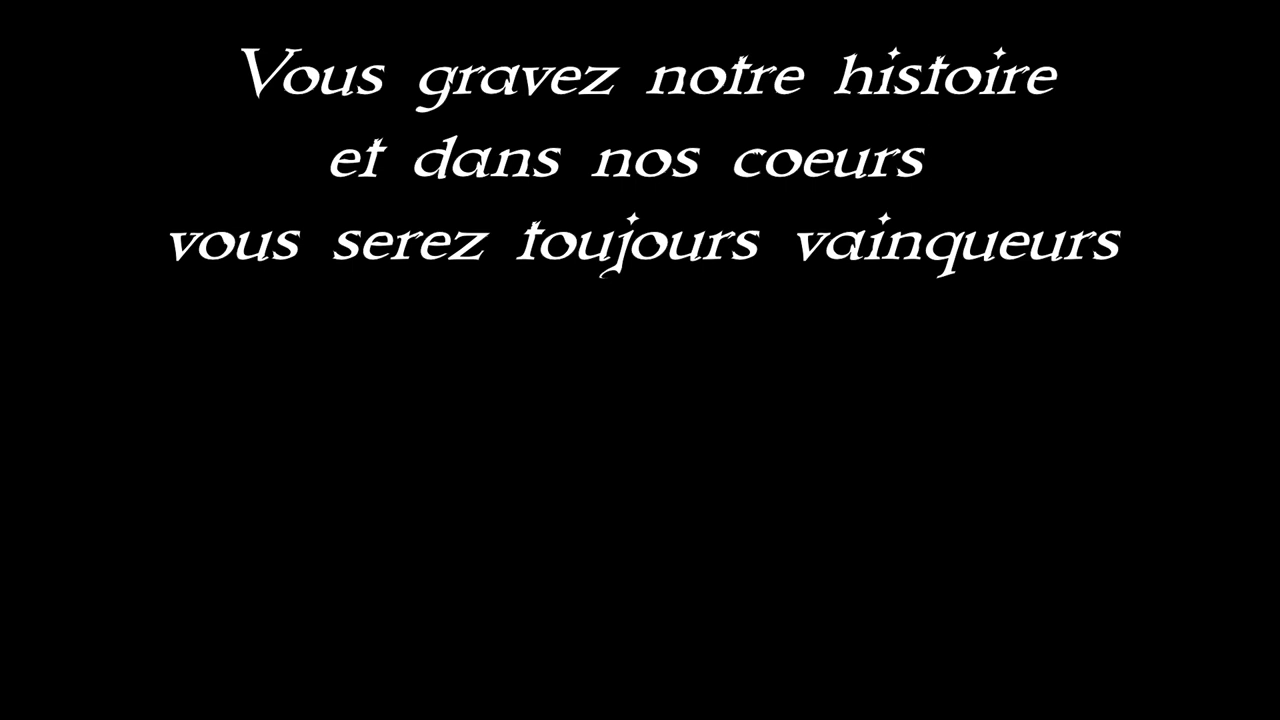 Vous gravez notre histoire
et dans nos coeurs
vous serez toujours vainqueurs